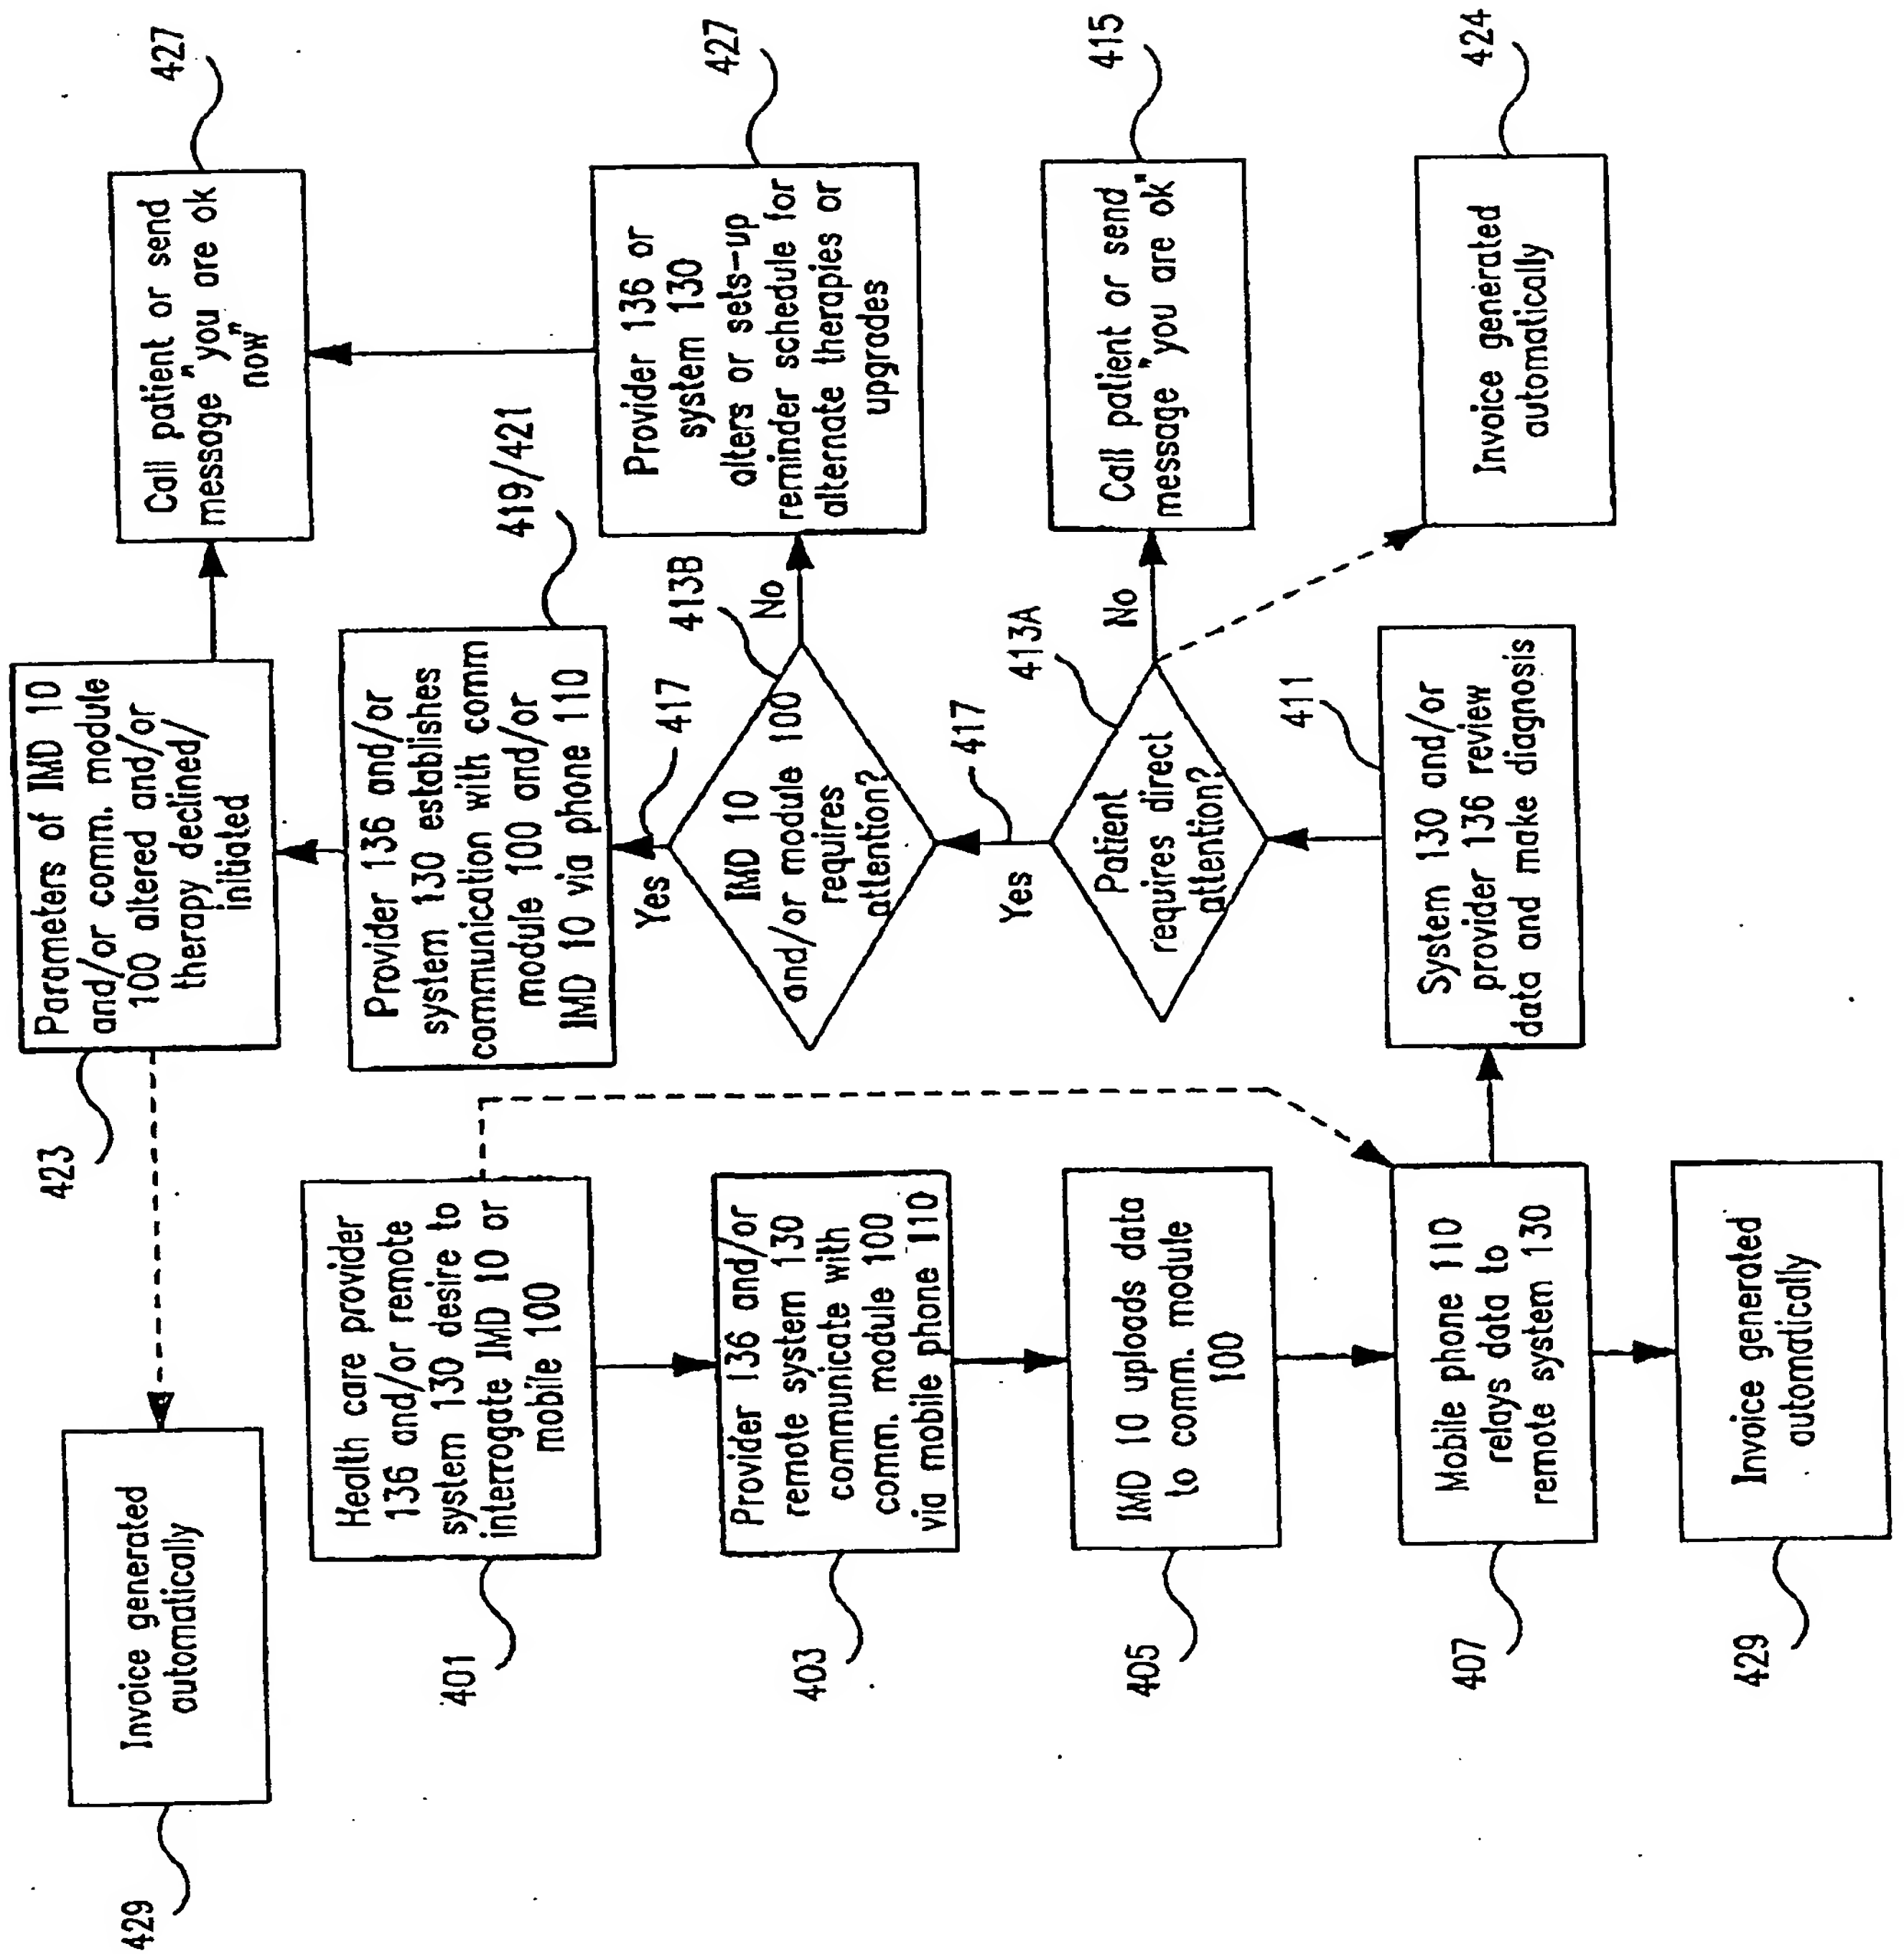 429
Invoice generated
automatically
423
Parameters of IMD 10
and/or comm. module
100 altered and/or
therapy declined/
initiated
427
Call patient or send
message "you are ok
now"
401
Health care provider
136 and/or remote
system 130 desire to
interrogate IMD 10 or
mobile 100
419/421
Provider 136 and/or
system 130 establishes
communication with comm
module 100 and/or
IMD 10 via phone 110
Yes
417
403
Provider 136 and/or
remote system 130
communicate with
comm. module 100
via mobile phone 110
413B
IMD 10
and/or module 100
requires
attention?
No
427
Provider 136 or
system 130
alters or sets-up
reminder schedule for
alternate therapies or
upgrades
Yes
417
405
IMD 10 uploads data
to comm. module
100
413A
Patient
requires direct
attention?
No
415
Call patient or send
message "you are ok"
407
Mobile phone 110
relays data to
remote system 130
411
System 130 and/or
provider 136 review
data and make diagnosis
424
Invoice generated
automatically
429
Invoice generated
automatically